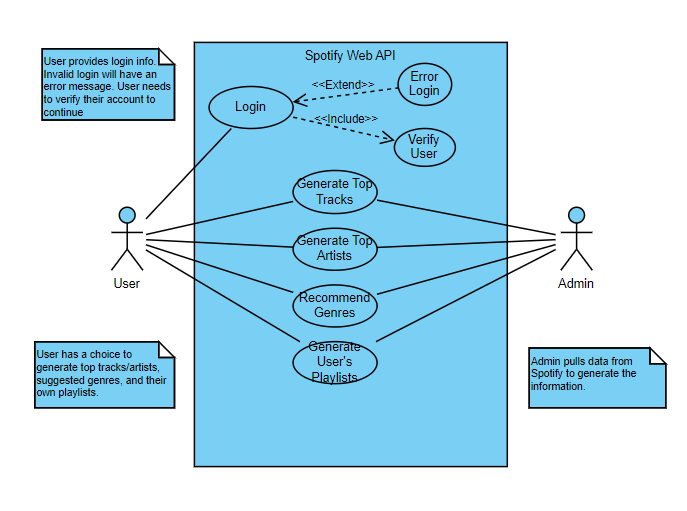 Spotify Web API
User provides login info.
Invalid login will have an
error message. User needs
to verify their account to
continue
Login
<<Extend>>
Error
Login
<<Include>>
Verify
User
Generate Top
Tracks
Generate Top
Artists
Recommend
Genres
Generate
User's
Playlists
User
Admin
User has a choice to
generate top tracks/artists,
suggested genres, and their
own playlists.
Admin pulls data from
Spotify to generate the
information.